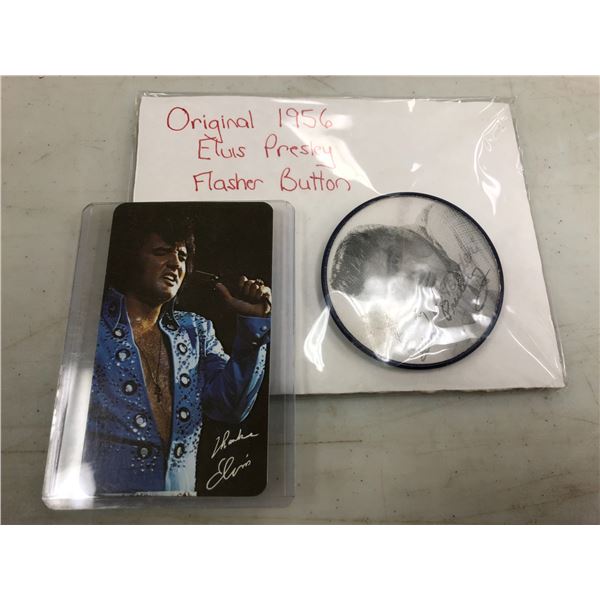 Original 1956
Elvis Presley
Flasher Button
Thanks
Elvis